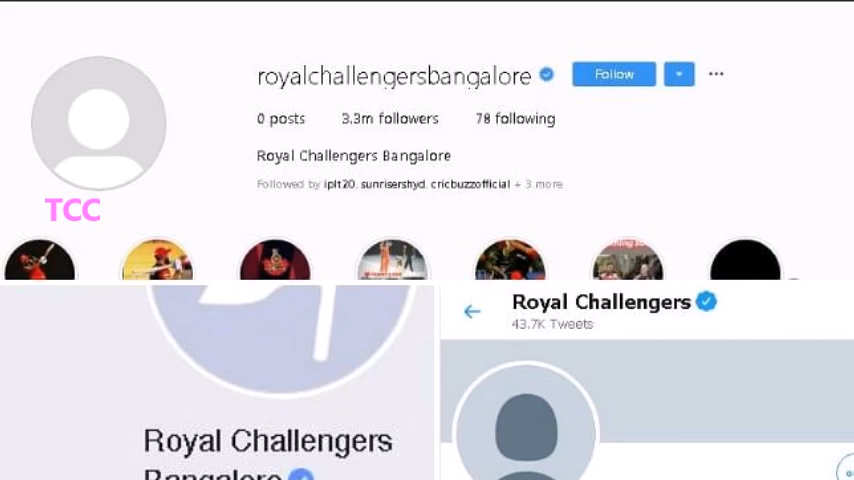 royalchallengersbangalore Follow
0 posts 3.3m followers 78 following
Royal Challengers Bangalore
Followed by iplt20, sunrisershyd, cricbuzzofficial + 3 more
TCC
Royal Challengers
Bangalore
Royal Challengers
43.7K Tweets